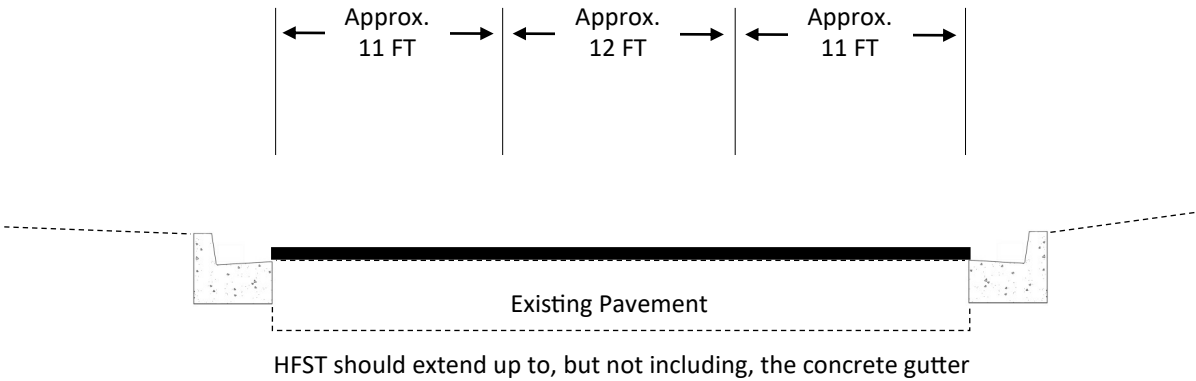 Approx. Approx. Approx.
11 FT 12 FT 11 FT
Existing Pavement
HFST should extend up to, but not including, the concrete gutter